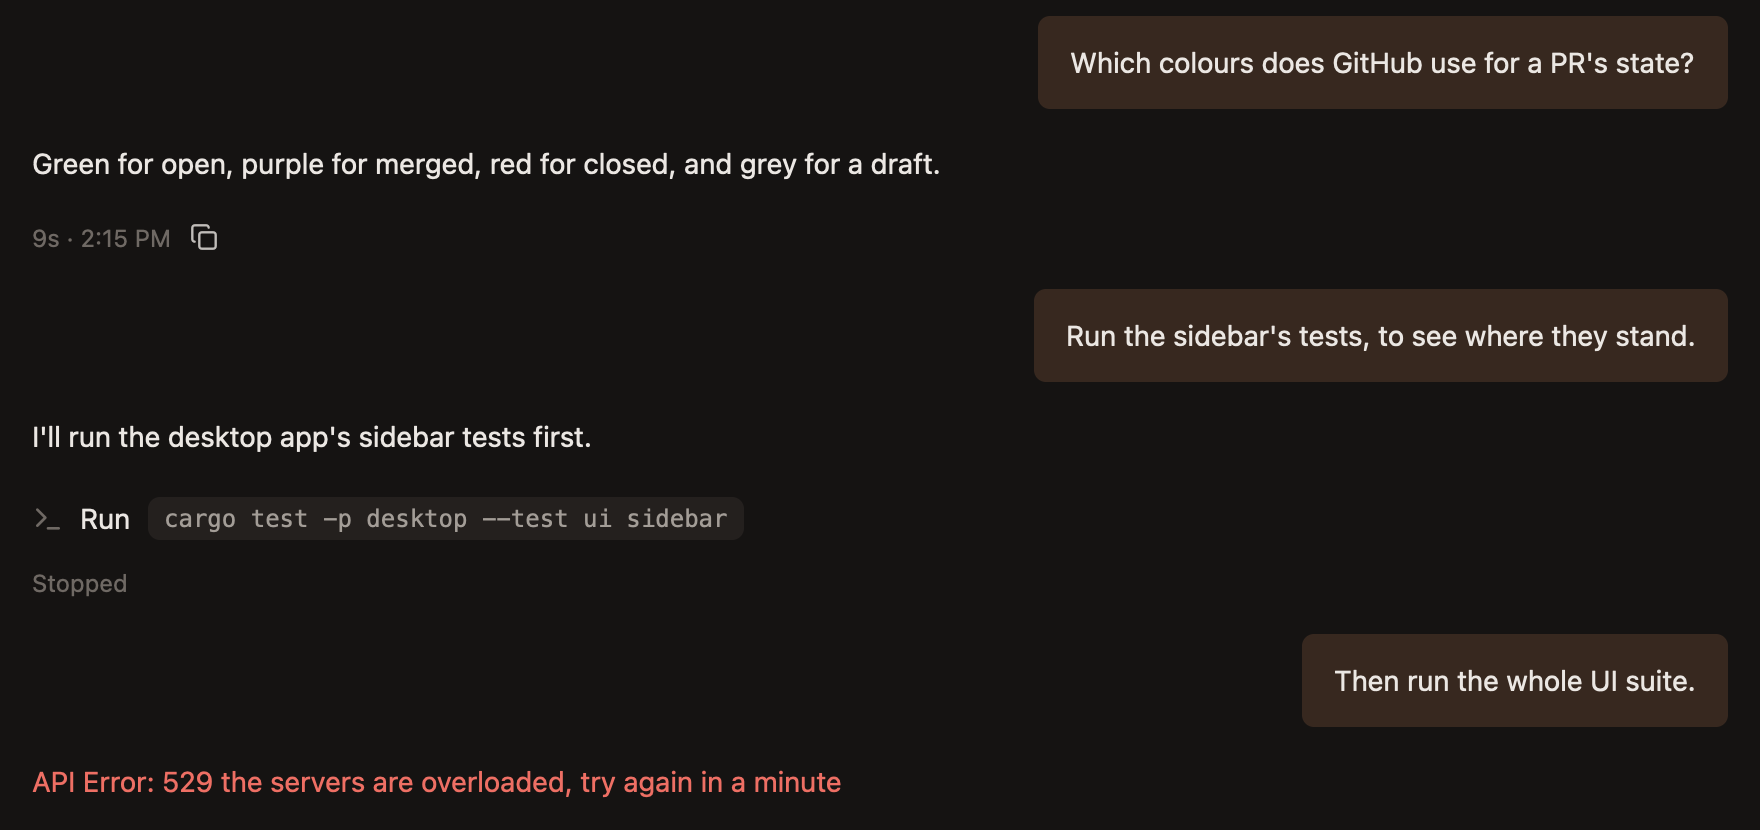 Which colours does GitHub use for a PR's state?
Green for open, purple for merged, red for closed, and grey for a draft.
9s · 2:15 PM
Run the sidebar's tests, to see where they stand.
I'll run the desktop app's sidebar tests first.
>_ Run cargo test -p desktop --test ui sidebar
Stopped
Then run the whole UI suite.
API Error: 529 the servers are overloaded, try again in a minute